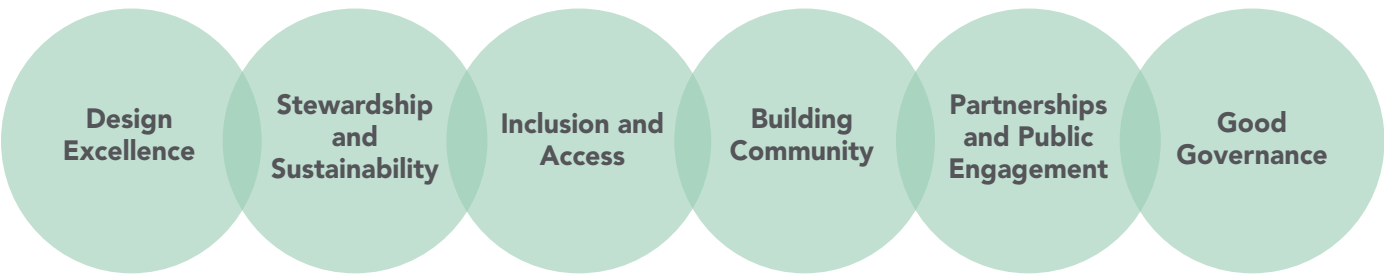 Design
Excellence
Stewardship
and
Sustainability
Inclusion and
Access
Building
Community
Partnerships
and Public
Engagement
Good
Governance